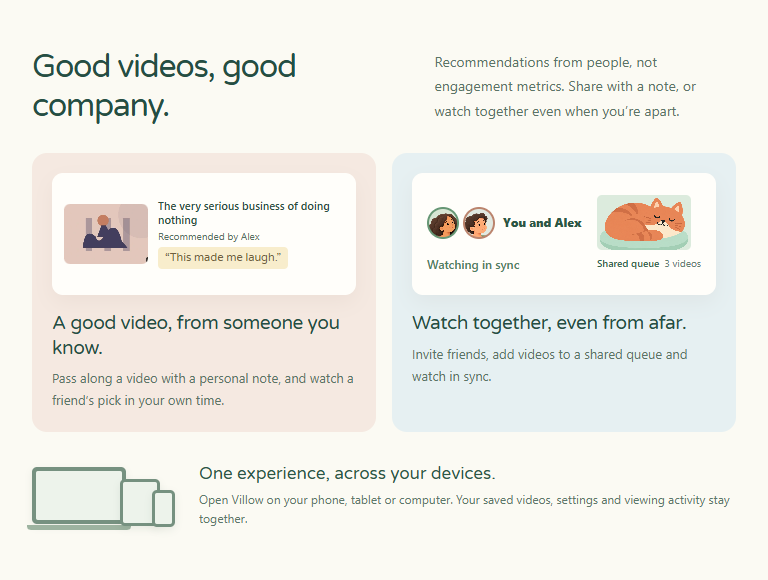 Good videos, good
company.
Recommendations from people, not
engagement metrics. Share with a note, or
watch together even when you’re apart.
The very serious business of doing
nothing
Recommended by Alex
“This made me laugh.”
A good video, from someone you
know.
Pass along a video with a personal note, and watch a
friend’s pick in your own time.
You and Alex
Watching in sync
Shared queue 3 videos
Watch together, even from afar.
Invite friends, add videos to a shared queue and
watch in sync.
One experience, across your devices.
Open Villow on your phone, tablet or computer. Your saved videos, settings and viewing activity stay
together.